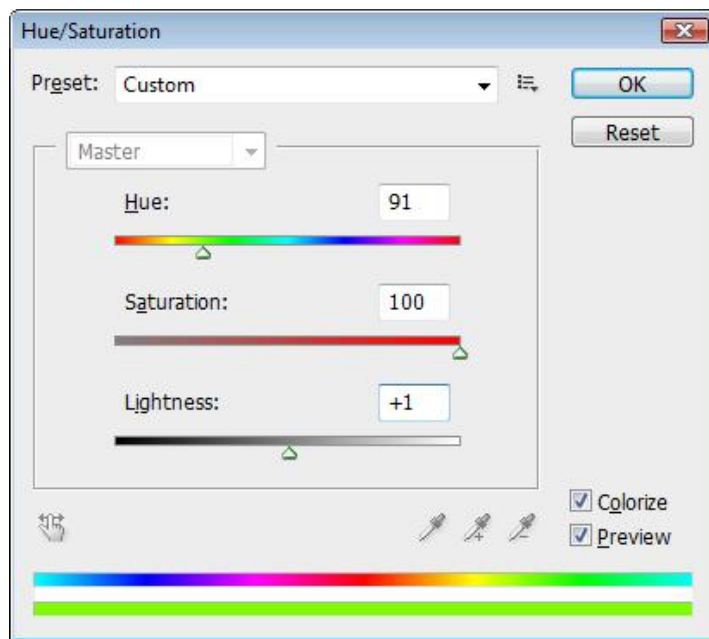 Hue/Saturation
Preset: Custom
OK
Reset
Master
Hue: 91
Saturation: 100
Lightness: +1
Colorize
Preview